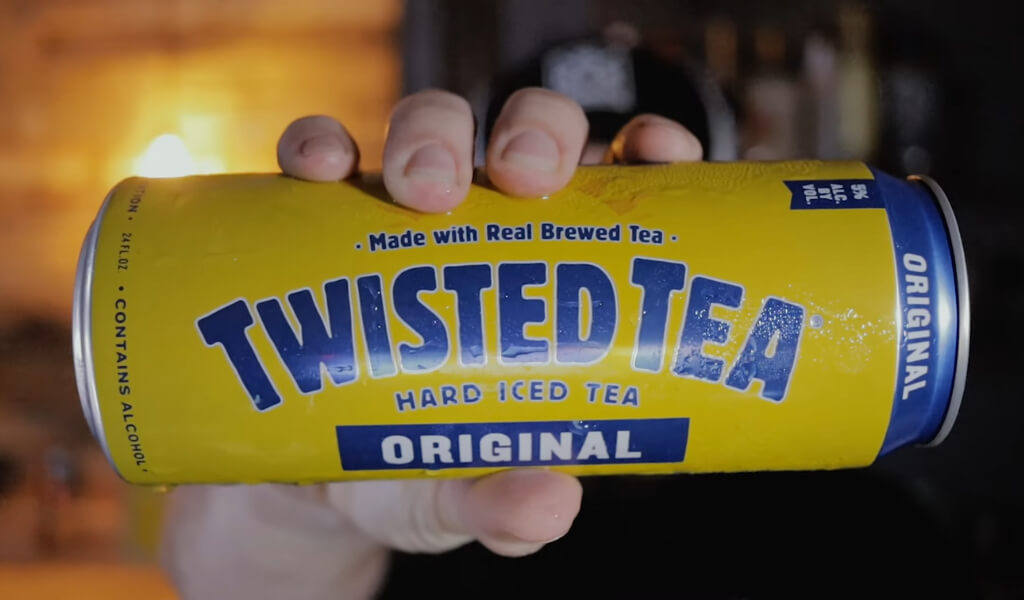 · Made with Real Brewed Tea ·
TWISTED TEA®
HARD ICED TEA
ORIGINAL
5%
ALC.
BY
VOL.
ORIGINAL
24 FL.OZ. • CONTAINS ALCOHOL